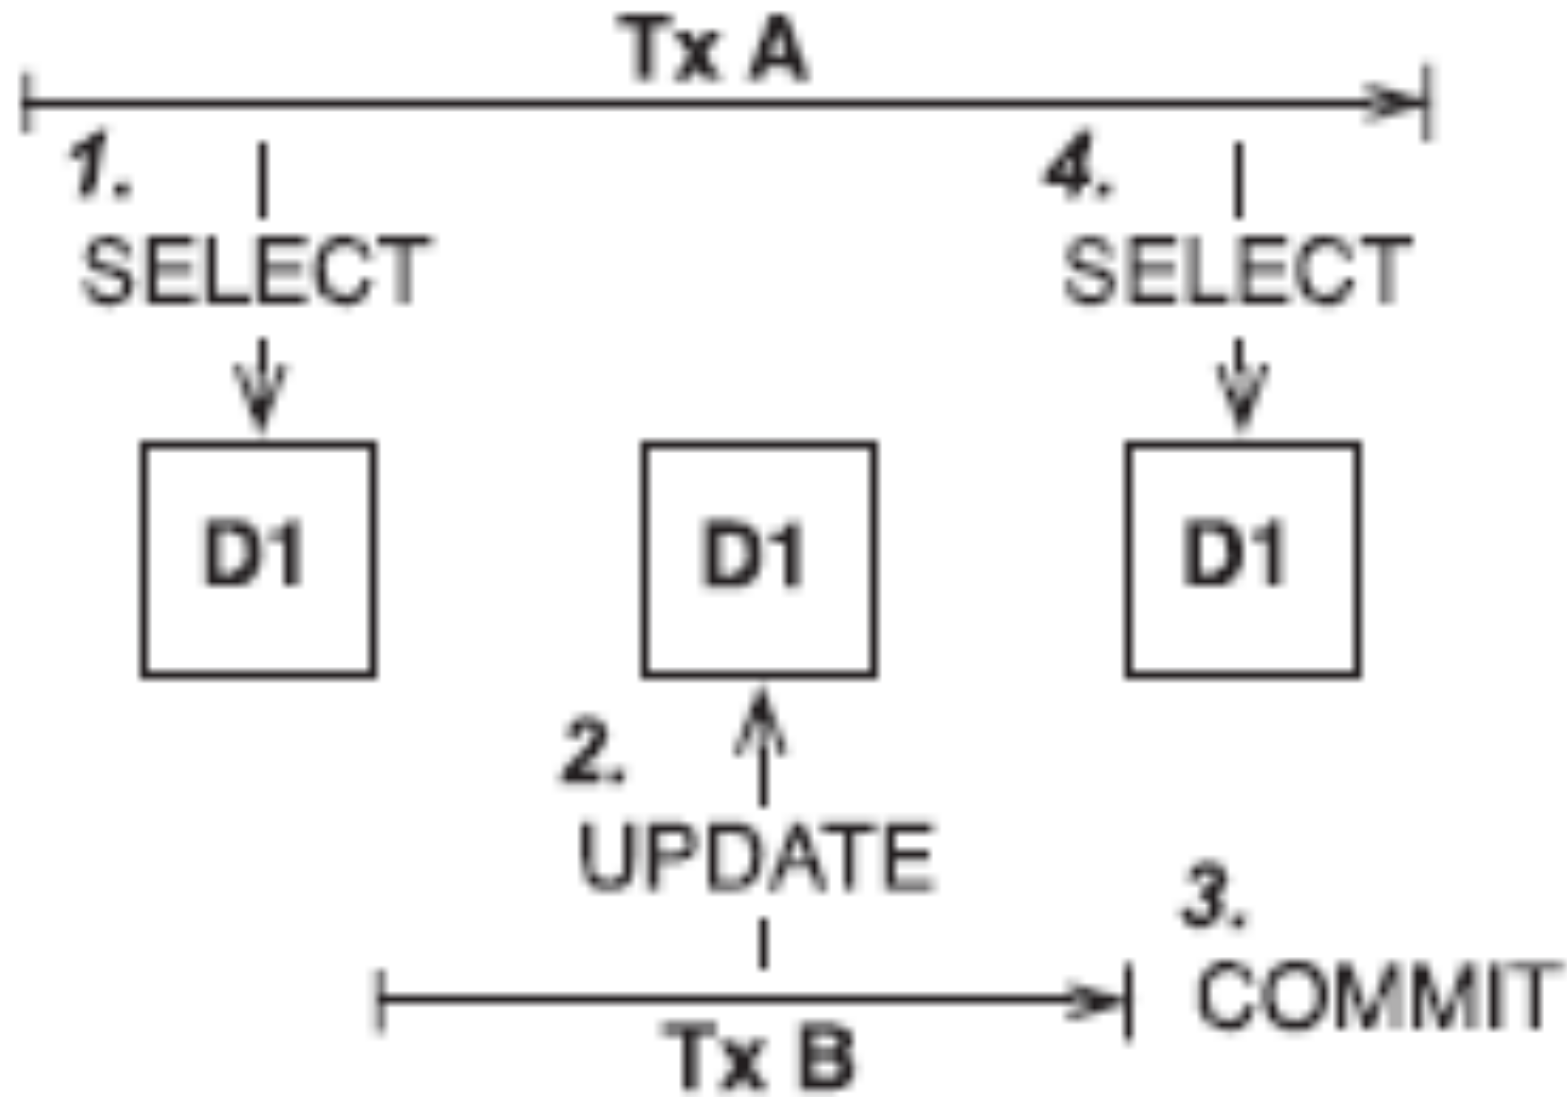 Tx A
1.
SELECT
4.
SELECT
D1
D1
D1
2.
UPDATE
3.
COMMIT
Tx B